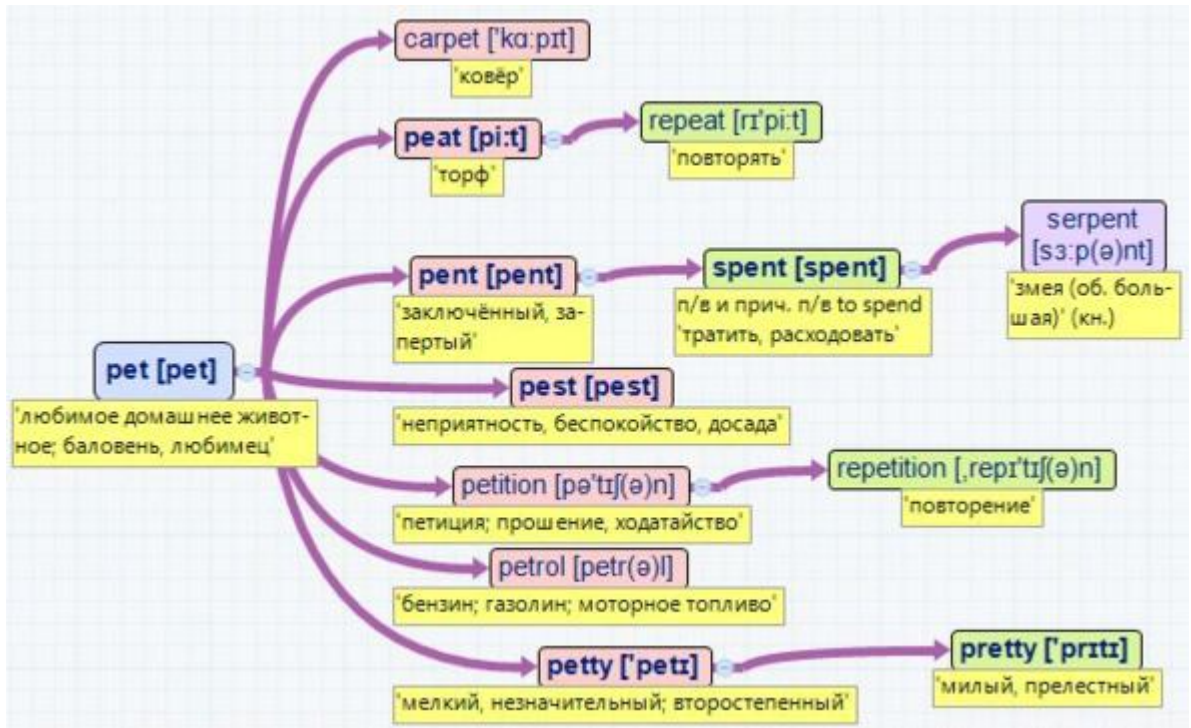 carpet ['kɑ:pɪt]
'ковёр'
peat [pi:t]
'торф'
repeat [rɪ'pi:t]
'повторять'
pent [pent]
'заключённый, за-
пертый'
spent [spent]
п/в и прич. п/в to spend
'тратить, расходовать'
serpent
[sɜ:p(ə)nt]
'змея (об. боль-
шая)' (кн.)
pet [pet]
'любимое домашнее живот-
ное; баловень, любимец'
pest [pest]
'неприятность, беспокойство, досада'
petition [pə'tɪʃ(ə)n]
'петиция; прошение, ходатайство'
repetition [,repɪ'tɪʃ(ə)n]
'повторение'
petrol [petr(ə)l]
'бензин; газолин; моторное топливо'
petty ['petɪ]
'мелкий, незначительный; второстепенный'
pretty ['prɪtɪ]
'милый, прелестный'